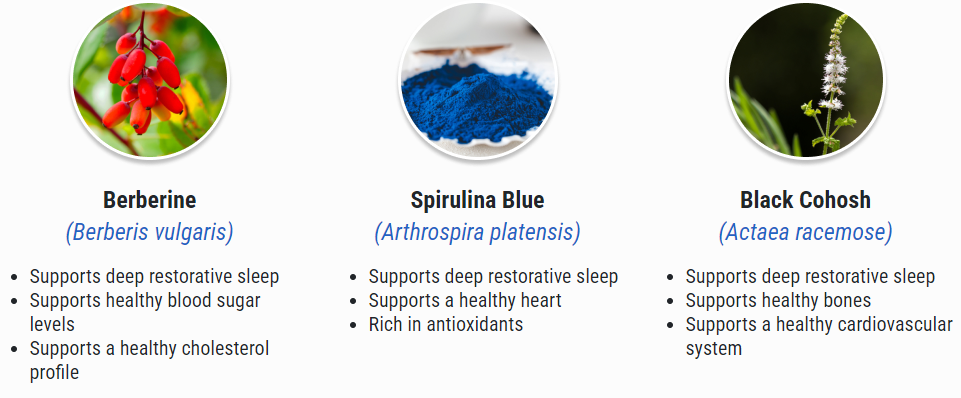 Berberine
(Berberis vulgaris)
Supports deep restorative sleep
Supports healthy blood sugar
levels
Supports a healthy cholesterol
profile
Spirulina Blue
(Arthrospira platensis)
Supports deep restorative sleep
Supports a healthy heart
Rich in antioxidants
Black Cohosh
(Actaea racemose)
Supports deep restorative sleep
Supports healthy bones
Supports a healthy cardiovascular
system